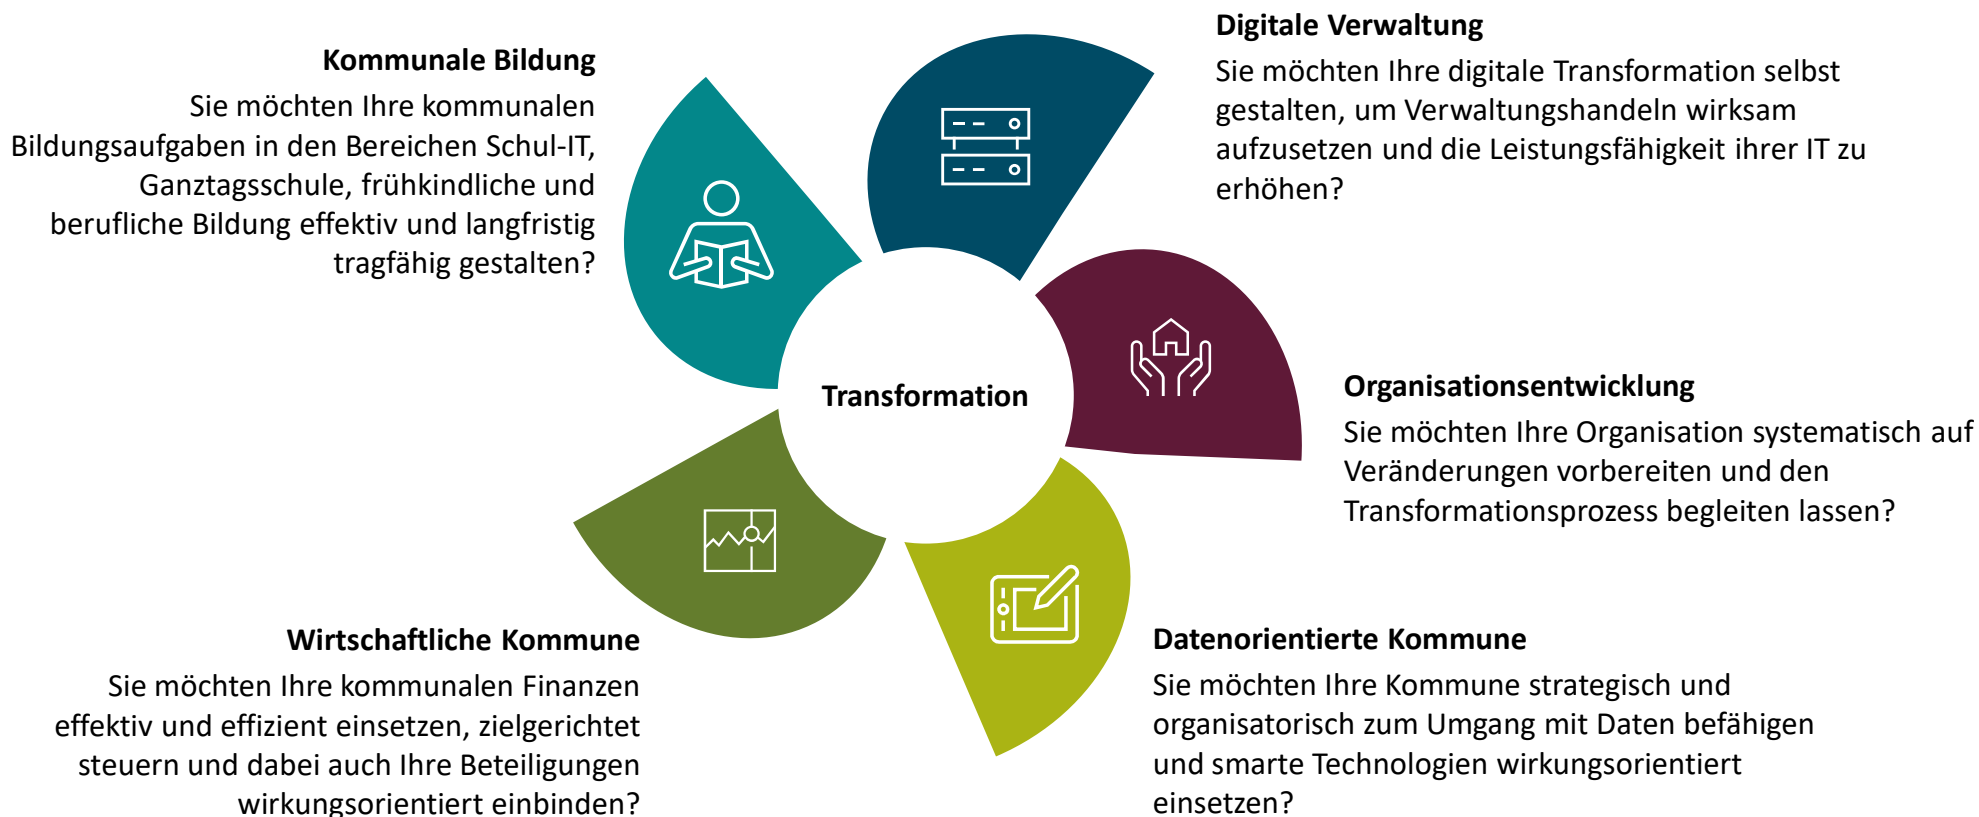 Kommunale Bildung
Sie möchten Ihre kommunalen
Bildungsaufgaben in den Bereichen Schul-IT,
Ganztagsschule, frühkindliche und
berufliche Bildung effektiv und langfristig
tragfähig gestalten?
Digitale Verwaltung
Sie möchten Ihre digitale Transformation selbst
gestalten, um Verwaltungshandeln wirksam
aufzusetzen und die Leistungsfähigkeit ihrer IT zu
erhöhen?
Transformation
Organisationsentwicklung
Sie möchten Ihre Organisation systematisch auf
Veränderungen vorbereiten und den
Transformationsprozess begleiten lassen?
Wirtschaftliche Kommune
Sie möchten Ihre kommunalen Finanzen
effektiv und effizient einsetzen, zielgerichtet
steuern und dabei auch Ihre Beteiligungen
wirkungsorientiert einbinden?
Datenorientierte Kommune
Sie möchten Ihre Kommune strategisch und
organisatorisch zum Umgang mit Daten befähigen
und smarte Technologien wirkungsorientiert
einsetzen?